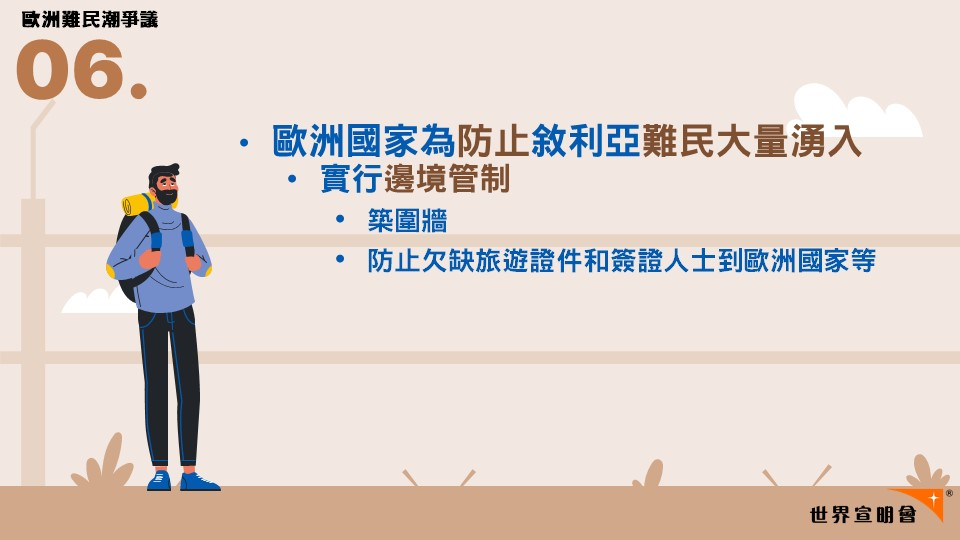 歐洲難民潮爭議
06.
• 歐洲國家為防止敘利亞難民大量湧入
• 實行邊境管制
• 築圍牆
• 防止欠缺旅遊證件和簽證人士到歐洲國家等
世界宣明會®